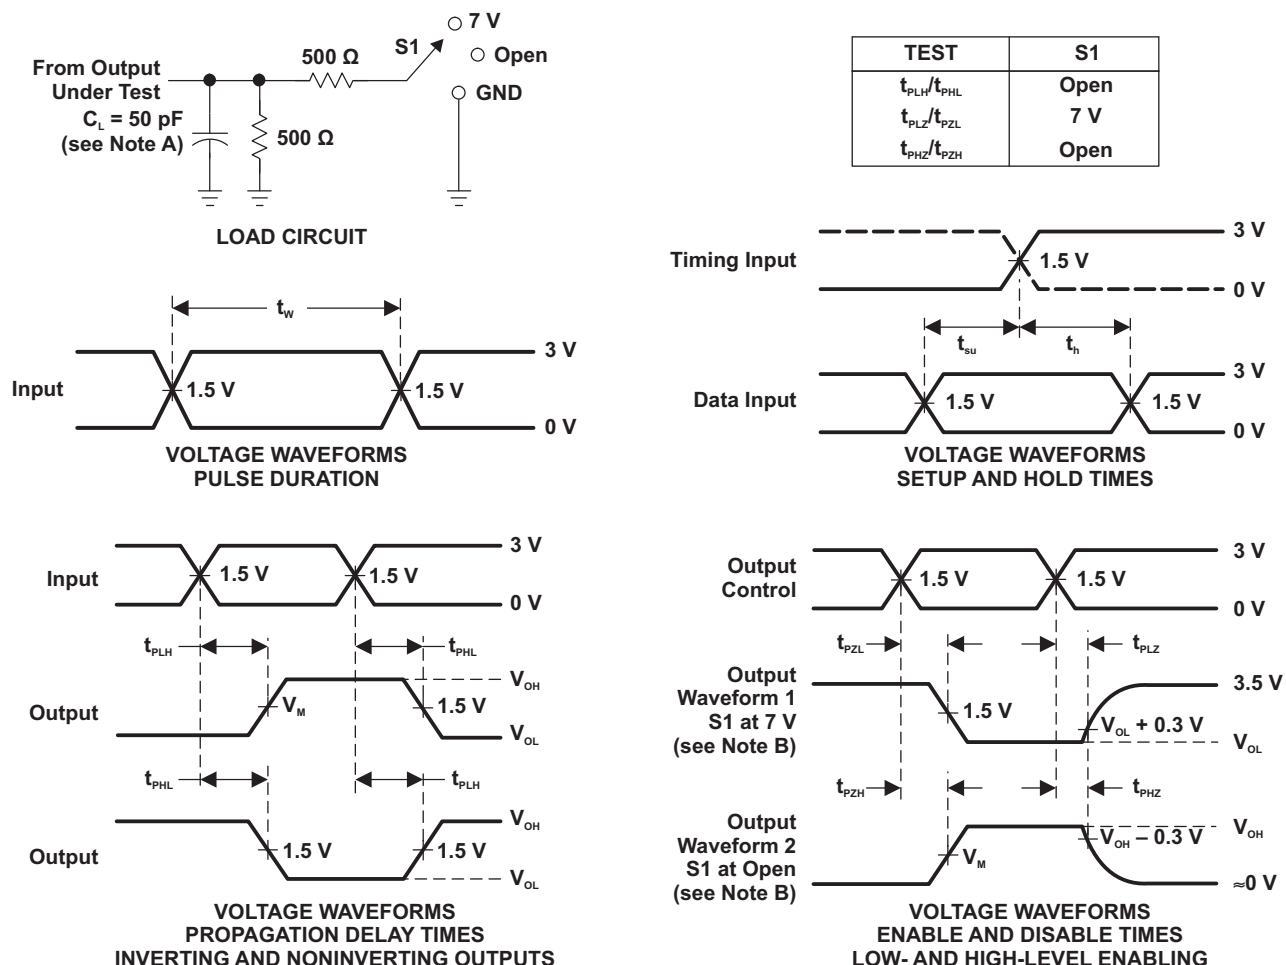 7 V
S1
Open
500 Ω
From Output
Under Test
GND
C_L = 50 pF
(see Note A)
500 Ω
LOAD CIRCUIT
TEST S1
t_PLH/t_PHL Open
t_PLZ/t_PZL 7 V
t_PHZ/t_PZH Open
3 V
Timing Input
1.5 V
0 V
t_su t_h
3 V
Data Input
1.5 V 1.5 V
0 V
VOLTAGE WAVEFORMS
SETUP AND HOLD TIMES
t_w
3 V
Input
1.5 V 1.5 V
0 V
VOLTAGE WAVEFORMS
PULSE DURATION
3 V
Input
1.5 V 1.5 V
0 V
t_PLH t_PHL
V_OH
Output
V_M 1.5 V
V_OL
t_PHL t_PLH
V_OH
Output
1.5 V 1.5 V
V_OL
VOLTAGE WAVEFORMS
PROPAGATION DELAY TIMES
INVERTING AND NONINVERTING OUTPUTS
Output
Control
3 V
1.5 V 1.5 V
0 V
t_PZL t_PLZ
Output
Waveform 1
S1 at 7 V
(see Note B)
3.5 V
1.5 V
V_OL + 0.3 V
V_OL
t_PZH t_PHZ
Output
Waveform 2
S1 at Open
(see Note B)
V_OH
V_OH – 0.3 V
V_M
≈0 V
VOLTAGE WAVEFORMS
ENABLE AND DISABLE TIMES
LOW- AND HIGH-LEVEL ENABLING